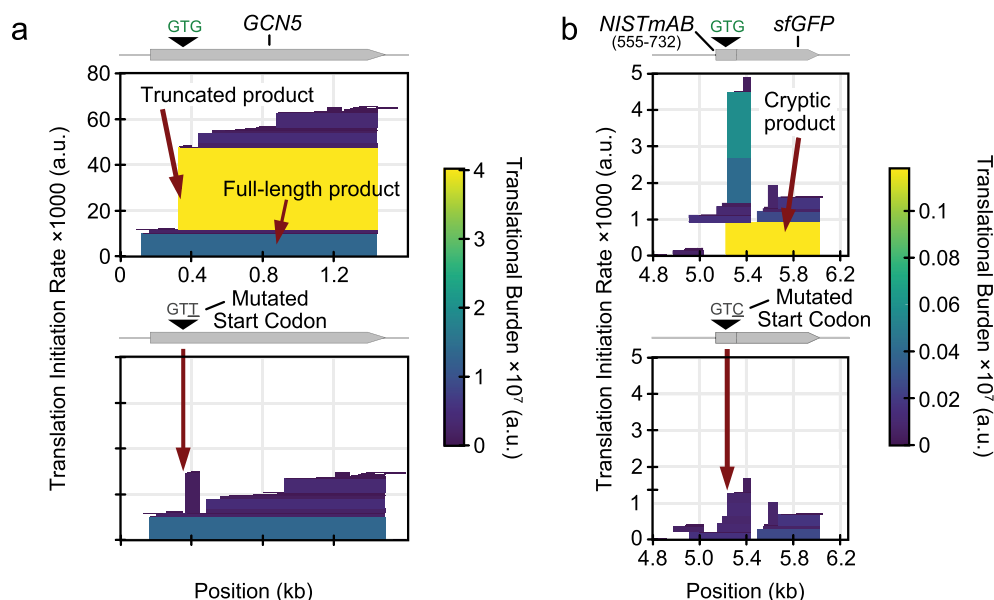 a
GTG
GCN5
80
60
40
20
0
Translation Initiation Rate ×1000 (a.u.)
Truncated product
Full-length product
0
0.4
0.8
1.2
4
3
2
1
0
Translational Burden ×10⁷ (a.u.)
GTT
Mutated
Start Codon
Position (kb)
b
NISTmAB
(555-732)
GTG
sfGFP
5
4
3
2
1
0
Translation Initiation Rate ×1000 (a.u.)
Cryptic
product
4.8
5.0
5.4
5.8
6.2
0.1
0.08
0.06
0.04
0.02
0
Translational Burden ×10⁷ (a.u.)
GTC
Mutated
Start Codon
5
4
3
2
1
0
4.8
5.0
5.4
5.8
6.2
Position (kb)